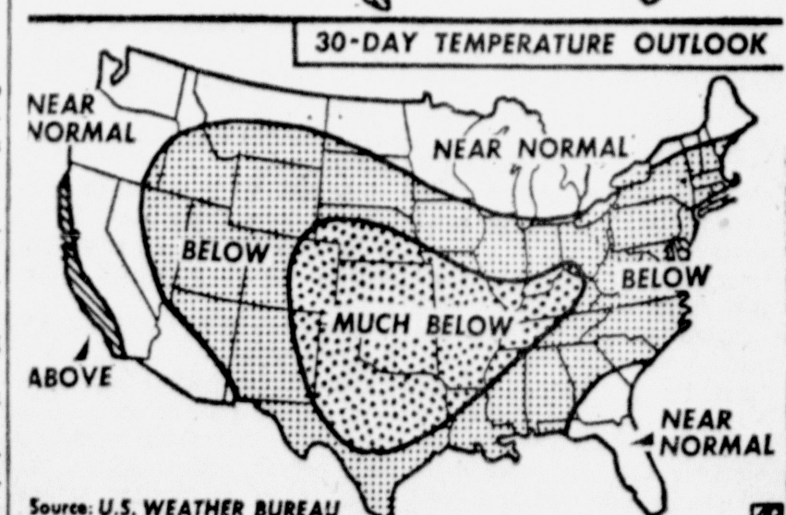 30-DAY TEMPERATURE OUTLOOK
NEAR
NORMAL
NEAR NORMAL
BELOW
BELOW
MUCH BELOW
ABOVE
NEAR
NORMAL
Source: U.S. WEATHER BUREAU